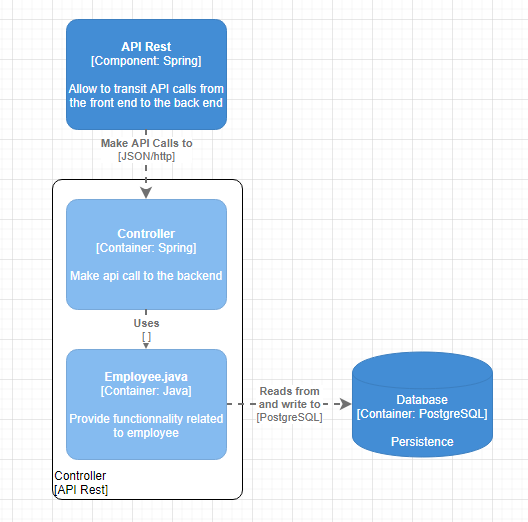 API Rest
[Component: Spring]
Allow to transit API calls from
the front end to the back end
Make API Calls to
[JSON/http]
Controller
[Container: Spring]
Make api call to the backend
Uses
[ ]
Employee.java
[Container: Java]
Provide functionnality related
to employee
Reads from
and write to
[PostgreSQL]
Database
[Container: PostgreSQL]
Persistence
Controller
[API Rest]